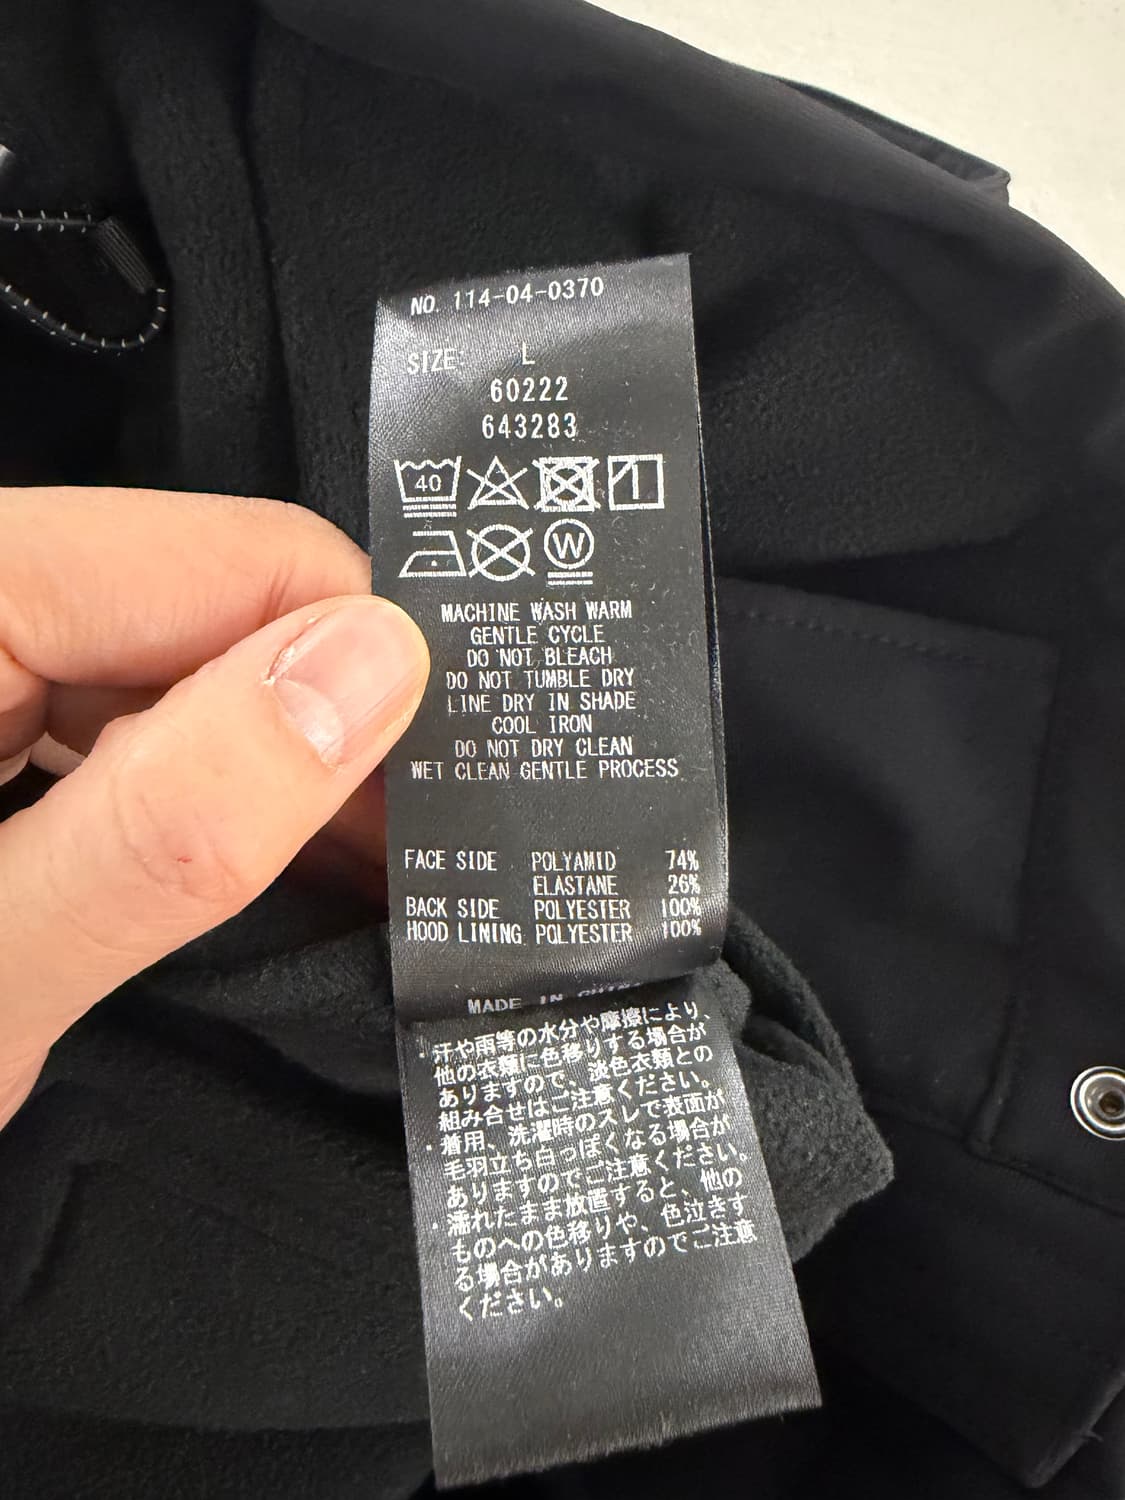 NO. 114-04-0370
SIZE: L
60222
643283
40
W
MACHINE WASH WARM
GENTLE CYCLE
DO NOT BLEACH
DO NOT TUMBLE DRY
LINE DRY IN SHADE
COOL IRON
DO NOT DRY CLEAN
WET CLEAN GENTLE PROCESS
FACE SIDE POLYAMID 74%
ELASTANE 26%
BACK SIDE POLYESTER 100%
HOOD LINING POLYESTER 100%
MADE IN CHINA
・汗や雨等の水分や摩擦により、
他の衣類に色移りする場合が
ありますので、淡色衣類との
組み合せはご注意ください。
・着用、洗濯時のスレで表面が
毛羽立ち白っぽくなる場合が
ありますのでご注意ください。
・濡れたまま放置すると、他の
ものへの色移りや、色泣きす
る場合がありますのでご注意
ください。